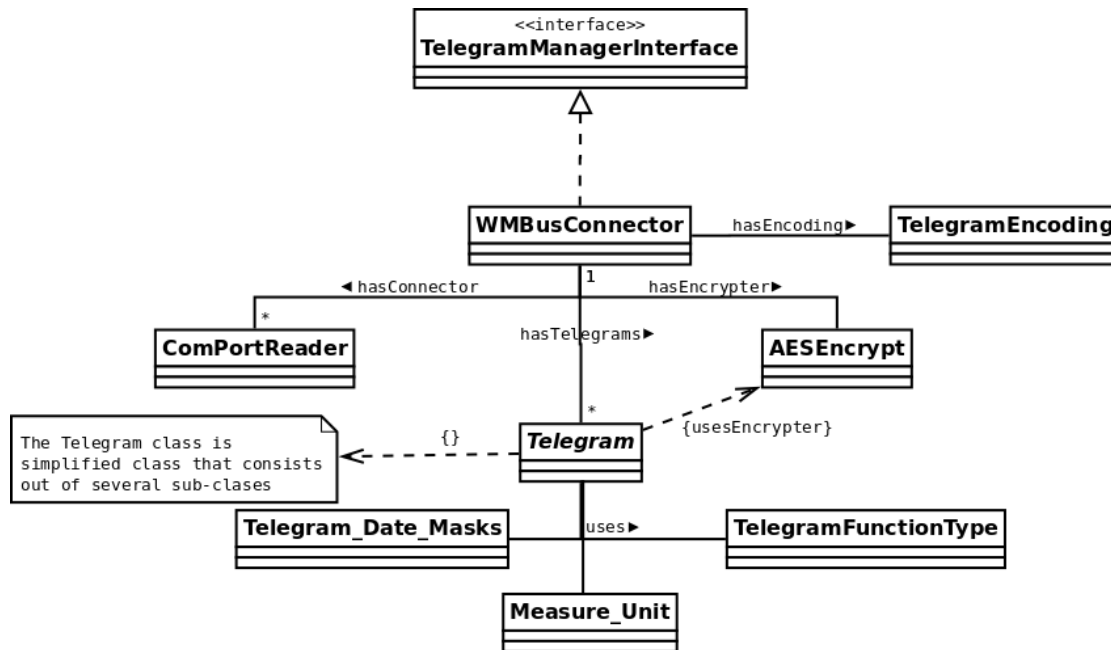 <<interface>>
TelegramManagerInterface
WMBusConnector
hasEncoding►
TelegramEncoding
1
◄hasConnector
hasEncrypter►
*
hasTelegrams►
ComPortReader
AESEncrypt
*
{usesEncrypter}
{}
Telegram
The Telegram class is
simplified class that consists
out of several sub-clases
Telegram_Date_Masks
uses►
TelegramFunctionType
Measure_Unit